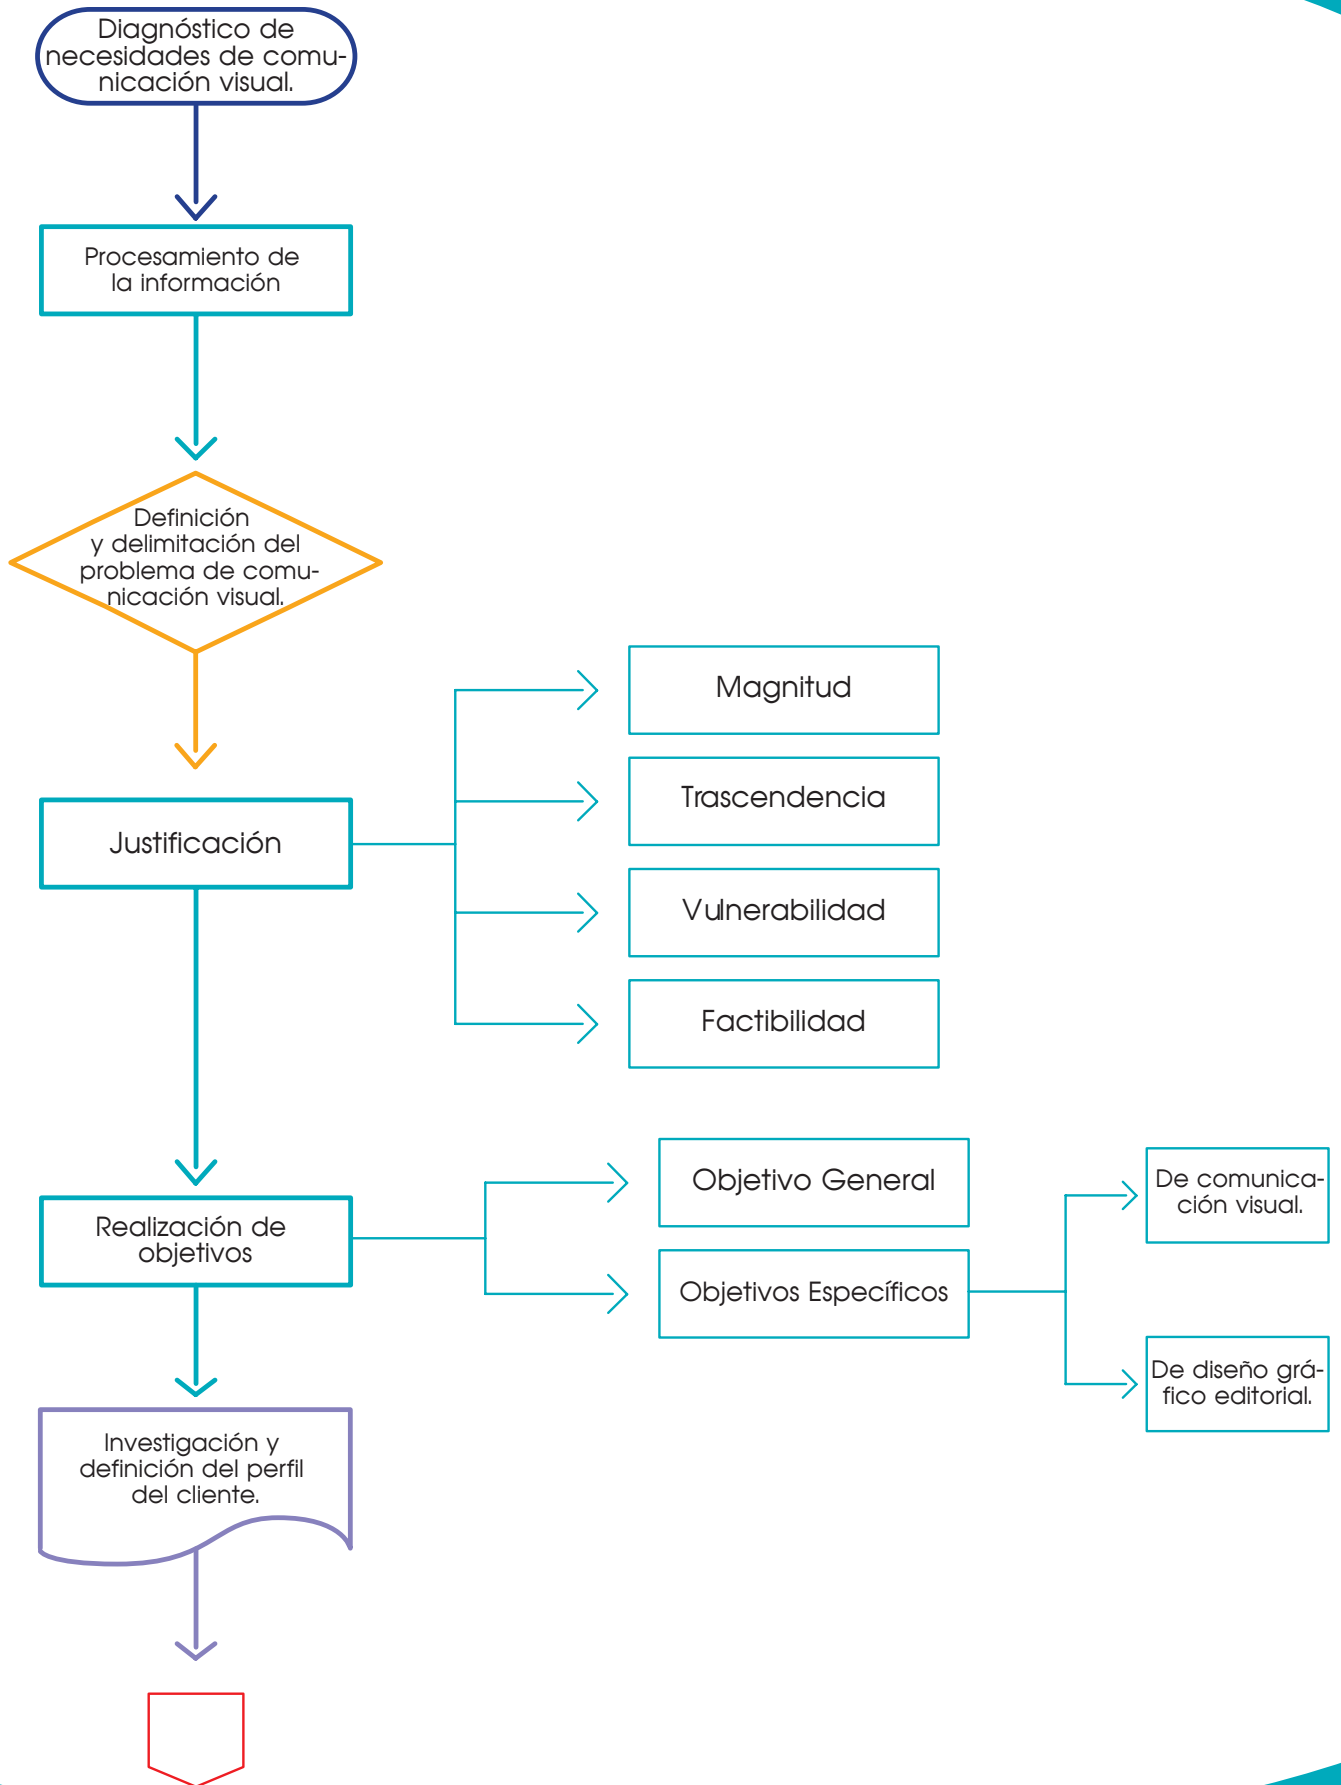 Diagnóstico de
necesidades de comu-
nicación visual.
Procesamiento de
la información
Definición
y delimitación del
problema de comu-
nicación visual.
Justificación
Magnitud
Trascendencia
Vulnerabilidad
Factibilidad
Realización de
objetivos
Objetivo General
Objetivos Específicos
De comunica-
ción visual.
De diseño grá-
fico editorial.
Investigación y
definición del perfil
del cliente.